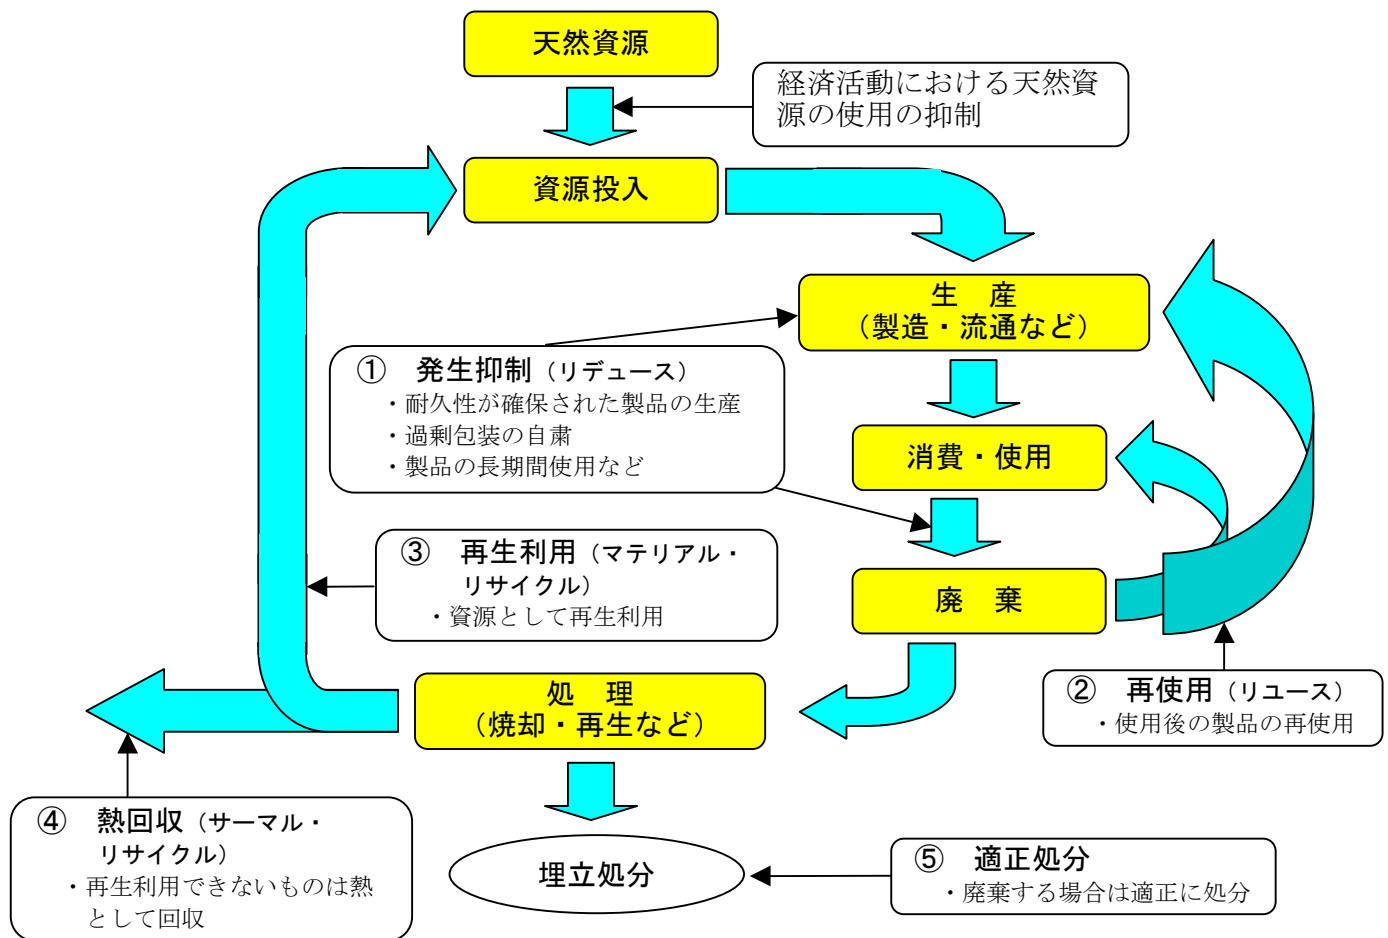 天然資源
経済活動における天然資
源の使用の抑制
資源投入
生　産
（製造・流通など）
①　発生抑制（リデュース）
・耐久性が確保された製品の生産
・過剰包装の自粛
・製品の長期間使用など
消費・使用
③　再生利用（マテリアル・
リサイクル）
・資源として再生利用
廃　棄
②　再使用（リユース）
・使用後の製品の再使用
処　理
（焼却・再生など）
④　熱回収（サーマル・
リサイクル）
・再生利用できないものは熱
として回収
埋立処分
⑤　適正処分
・廃棄する場合は適正に処分